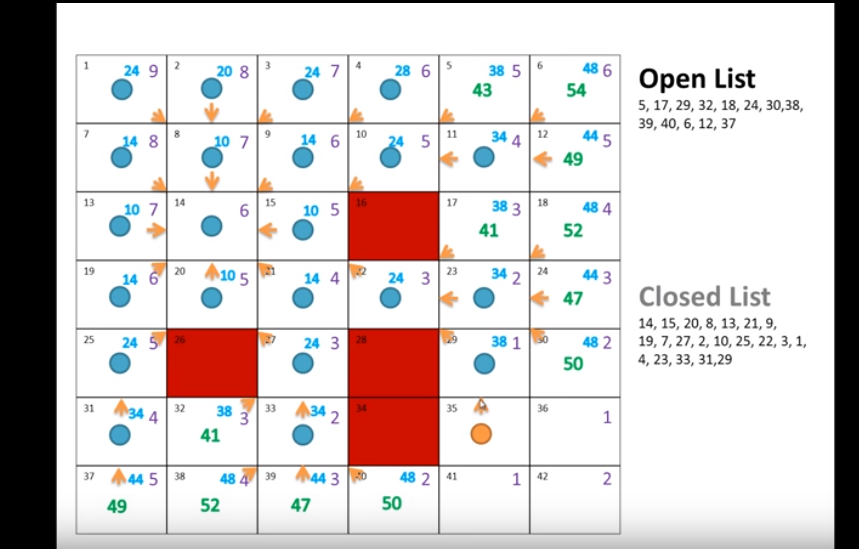 1 24 9 2 20 8 3 24 7 4 28 6 5 38 5 6 48 6
43 54
Open List
5, 17, 29, 32, 18, 24, 30,38,
39, 40, 6, 12, 37
7 14 8 8 10 7 9 14 6 10 24 5 11 34 4 12 44 5
49
13 10 7 14 6 15 10 5 16 17 38 3 18 48 4
41 52
19 14 6 20 10 5 21 14 4 22 24 3 23 34 2 24 44 3
47
Closed List
14, 15, 20, 8, 13, 21, 9,
19, 7, 27, 2, 10, 25, 22, 3, 1,
4, 23, 33, 31,29
25 24 5 26 27 24 3 28 29 38 1 30 48 2
50
31 34 4 32 38 3 33 34 2 34 35 36 1
41
37 44 5 38 48 4 39 44 3 40 48 2 41 1 42 2
49 52 47 50